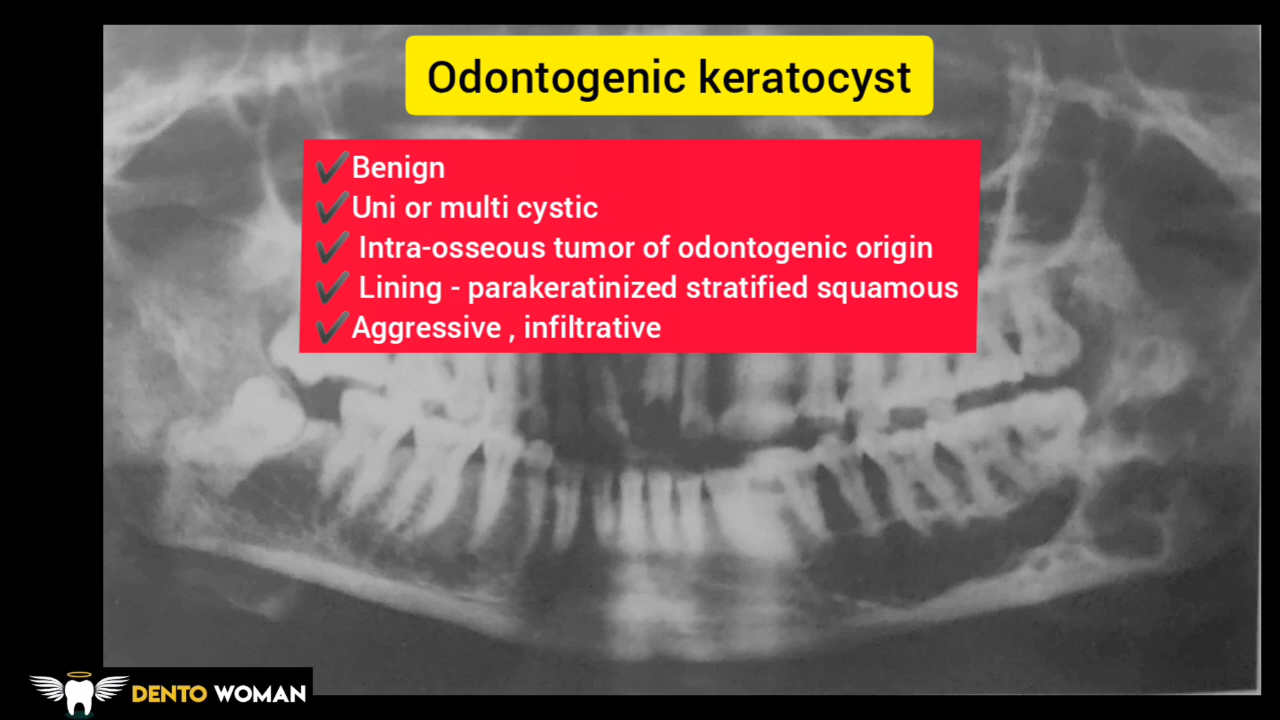 Odontogenic keratocyst
✔Benign
✔Uni or multi cystic
✔ Intra-osseous tumor of odontogenic origin
✔ Lining - parakeratinized stratified squamous
✔Aggressive , infiltrative
DENTO WOMAN